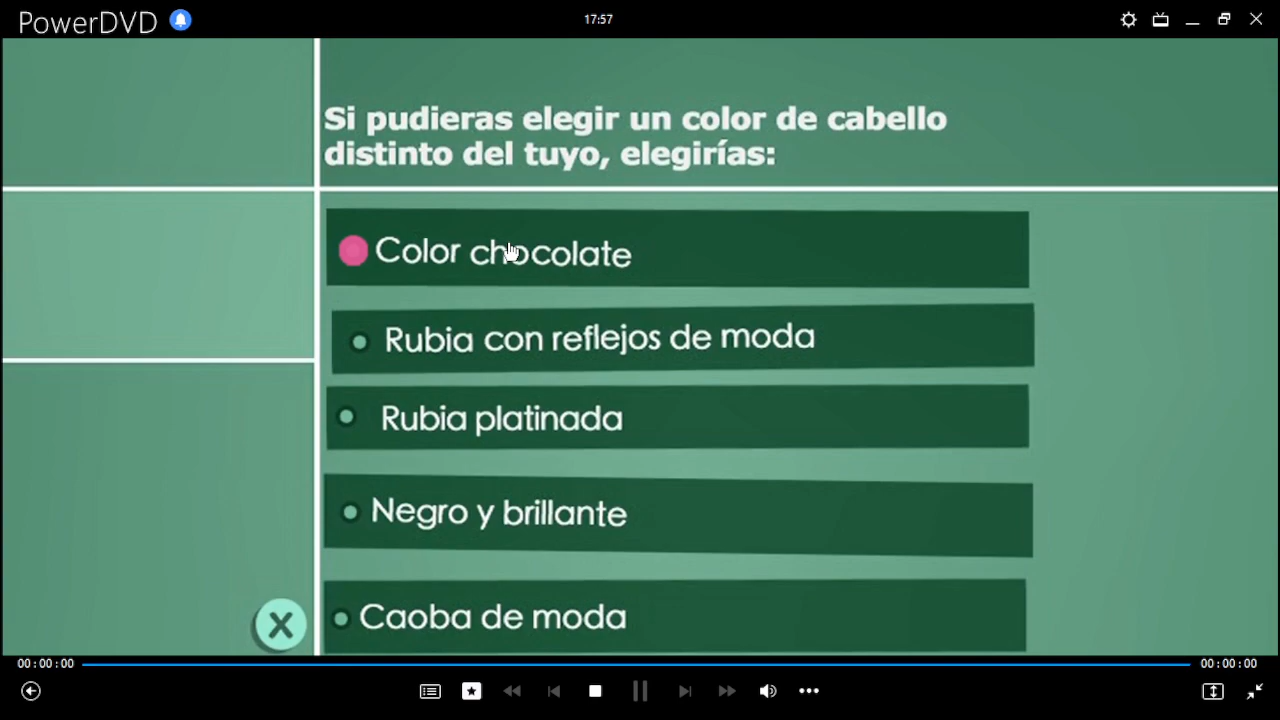 PowerDVD
17:57
Si pudieras elegir un color de cabello
distinto del tuyo, elegirías:
Color chocolate
Rubia con reflejos de moda
Rubia platinada
Negro y brillante
Caoba de moda
X
00:00:00
00:00:00